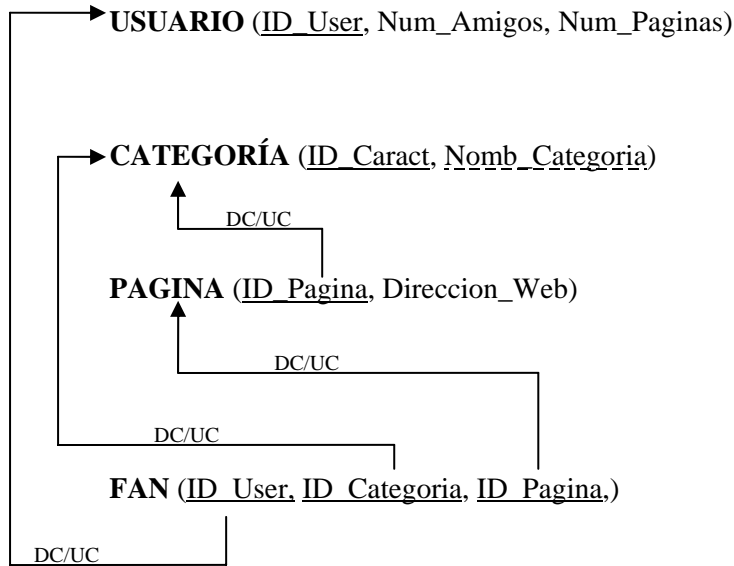 USUARIO (ID_User, Num_Amigos, Num_Paginas)
CATEGORÍA (ID_Caract, Nomb_Categoria)
DC/UC
PAGINA (ID_Pagina, Direccion_Web)
DC/UC
DC/UC
FAN (ID_User, ID_Categoria, ID_Pagina,)
DC/UC